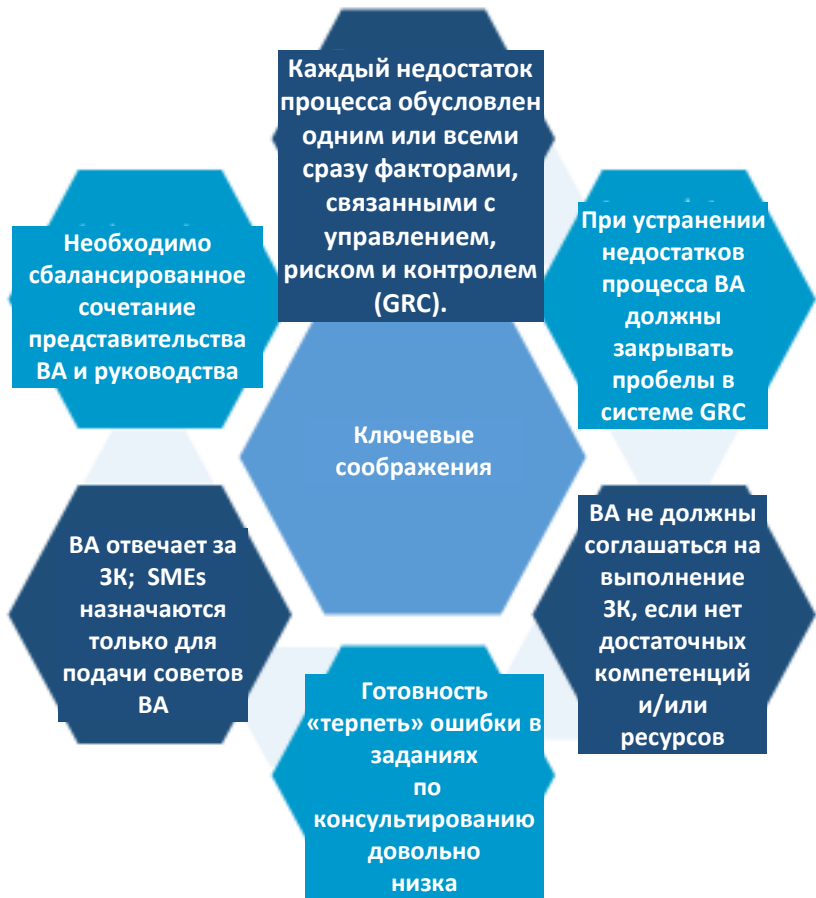 Каждый недостаток
процесса обусловлен
одним или всеми
сразу факторами,
связанными с
управлением,
риском и контролем
(GRC).
Необходимо
сбалансированное
сочетание
представительства
ВА и руководства
При устранении
недостатков
процесса ВА
должны
закрывать
пробелы в
системе GRC
Ключевые
соображения
ВА отвечает за
ЗК; SMEs
назначаются
только для
подачи советов
ВА
ВА не должны
соглашаться на
выполнение
ЗК, если нет
достаточных
компетенций
и/или
ресурсов
Готовность
«терпеть» ошибки в
заданиях
по
консультированию
довольно
низка